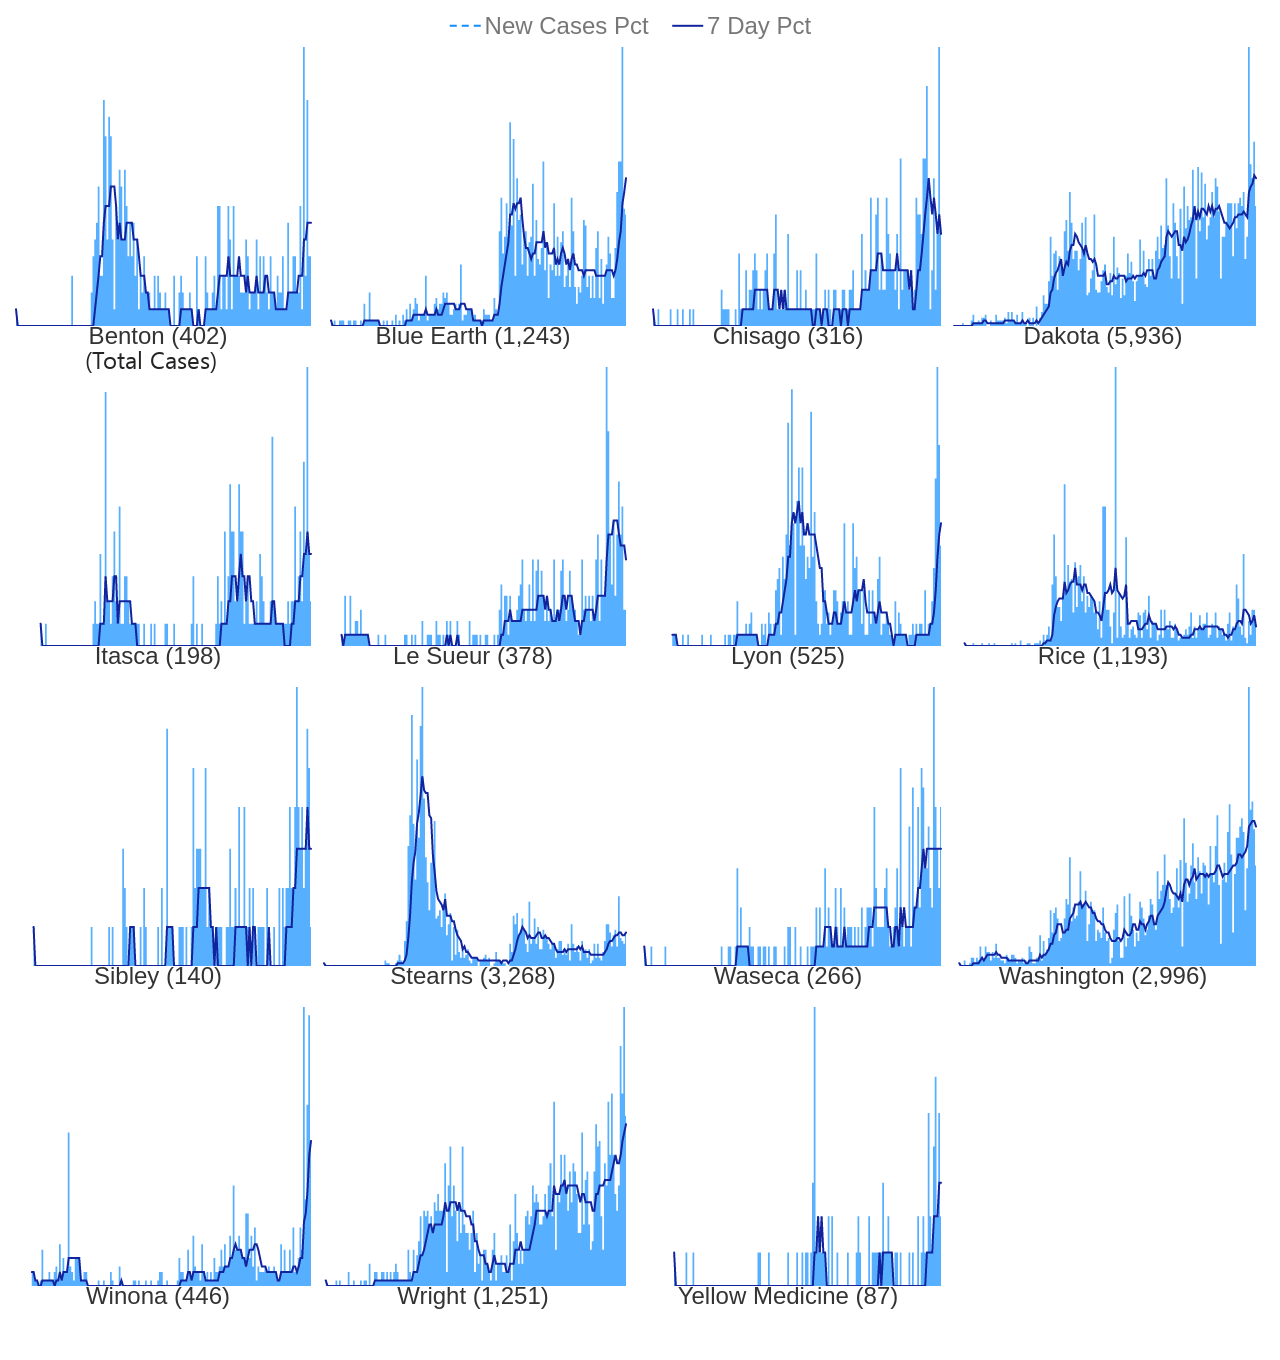 New Cases Pct 7 Day Pct
Benton (402) Blue Earth (1,243) Chisago (316) Dakota (5,936)
(Total Cases)
Itasca (198) Le Sueur (378) Lyon (525) Rice (1,193)
Sibley (140) Stearns (3,268) Waseca (266) Washington (2,996)
Winona (446) Wright (1,251) Yellow Medicine (87)